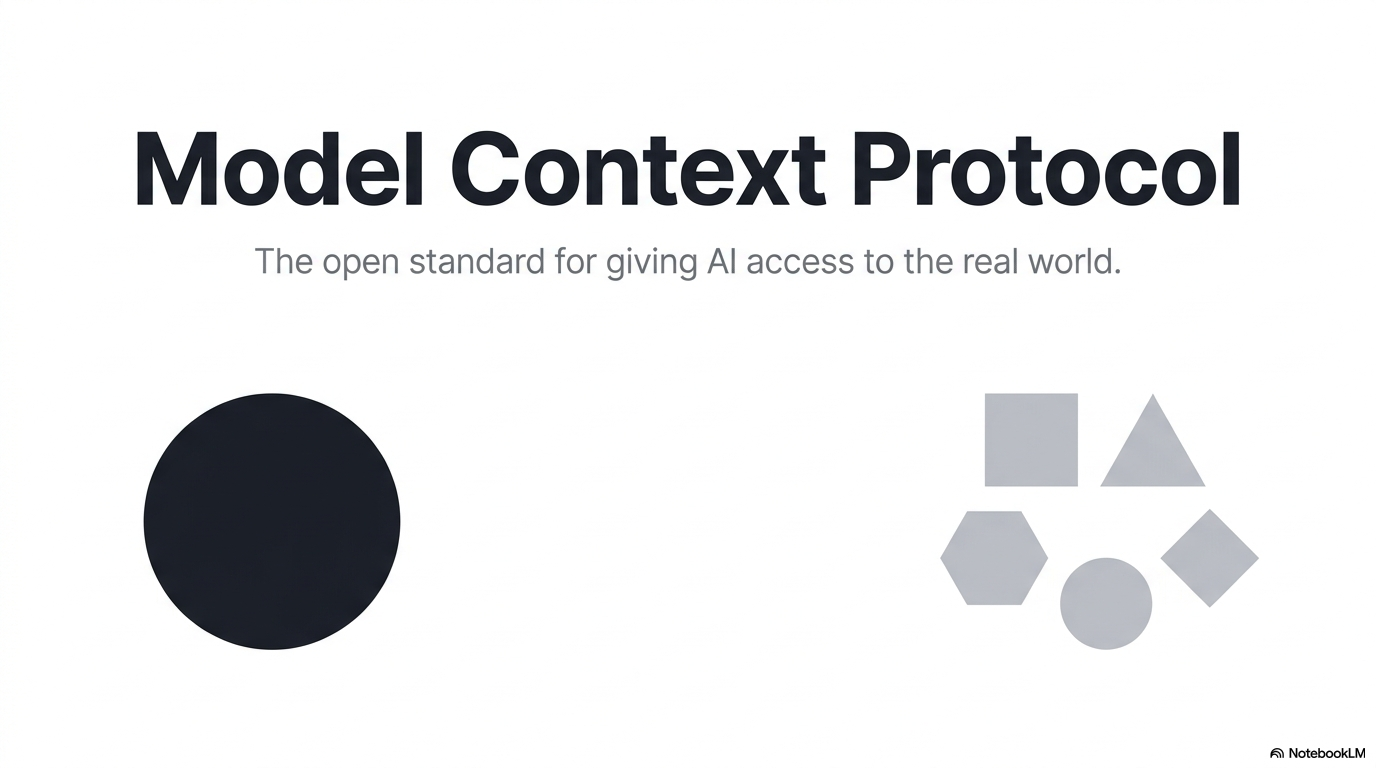 Model Context Protocol
The open standard for giving AI access to the real world.
NotebookLM